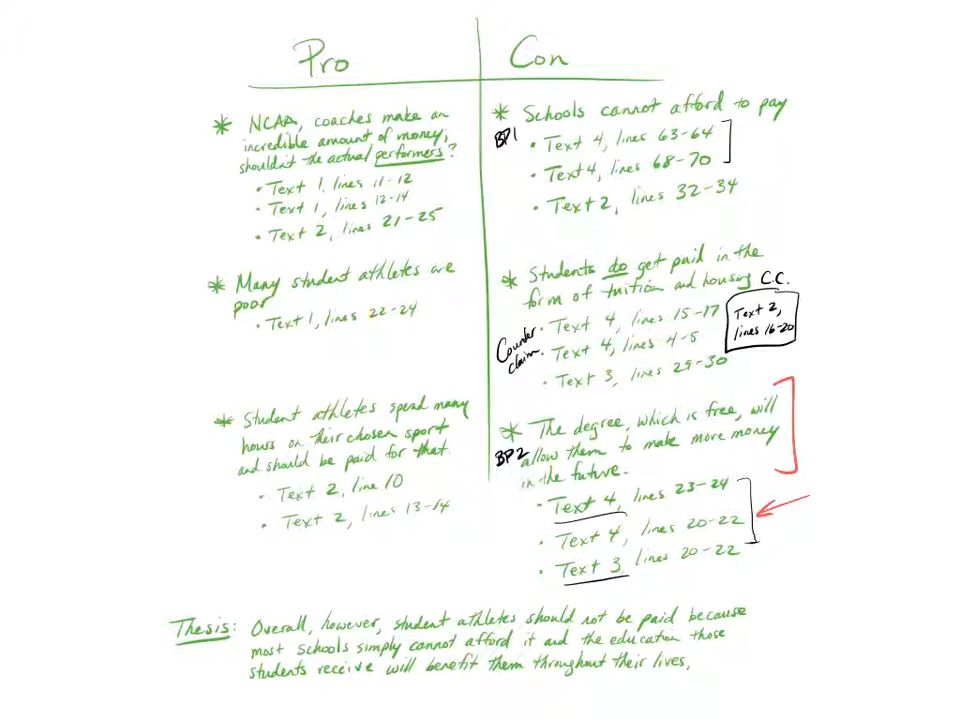 Pro
* NCAA, coaches make an
incredible amount of money,
shouldn't the actual performers?
• Text 1, lines 11-12
• Text 1, lines 12-14
• Text 2, lines 21-25
* Many student athletes are
poor
• Text 1, lines 22-24
* Student athletes spend many
hours on their chosen sport
and should be paid for that.
• Text 2, line 10
• Text 2, lines 13-14
Con
* Schools cannot afford to pay
BP1
• Text 4, lines 63-64
• Text 4, lines 68-70
• Text 2, lines 32-34
* Students do get paid in the
form of tuition and housing
C.C.
Text 2,
lines 16-20
Counter
claim
• Text 4, lines 15-17
• Text 4, lines 4-5
• Text 3, lines 29-30
* The degree, which is free, will
BP2
allow them to make more money
in the future.
• Text 4, lines 23-24
• Text 4, lines 20-22
• Text 3, lines 20-22
Thesis: Overall, however, student athletes should not be paid because
most schools simply cannot afford it and the education those
students receive will benefit them throughout their lives.